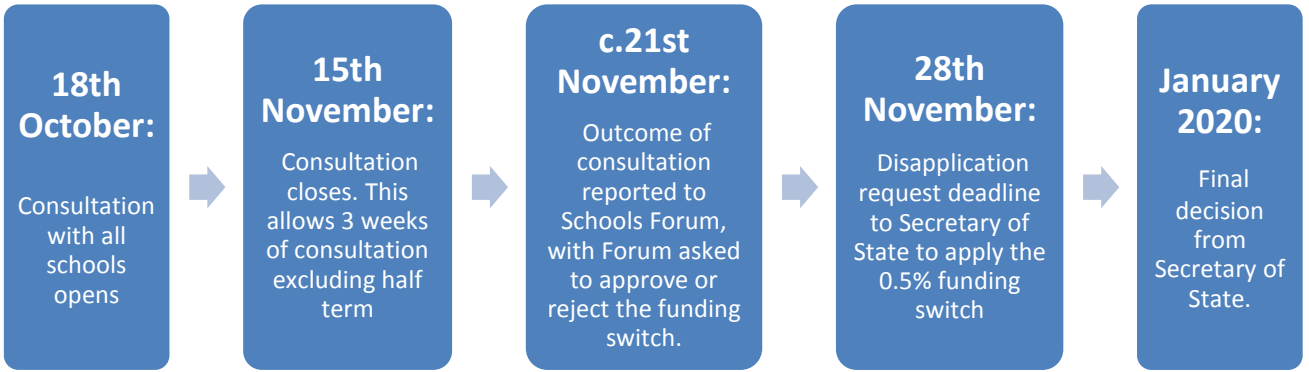 18th
October:
Consultation
with all
schools
opens
15th
November:
Consultation
closes. This
allows 3 weeks
of consultation
excluding half
term
c.21st
November:
Outcome of
consultation
reported to
Schools Forum,
with Forum asked
to approve or
reject the funding
switch.
28th
November:
Disapplication
request deadline
to Secretary of
State to apply the
0.5% funding
switch
January
2020:
Final
decision
from
Secretary of
State.